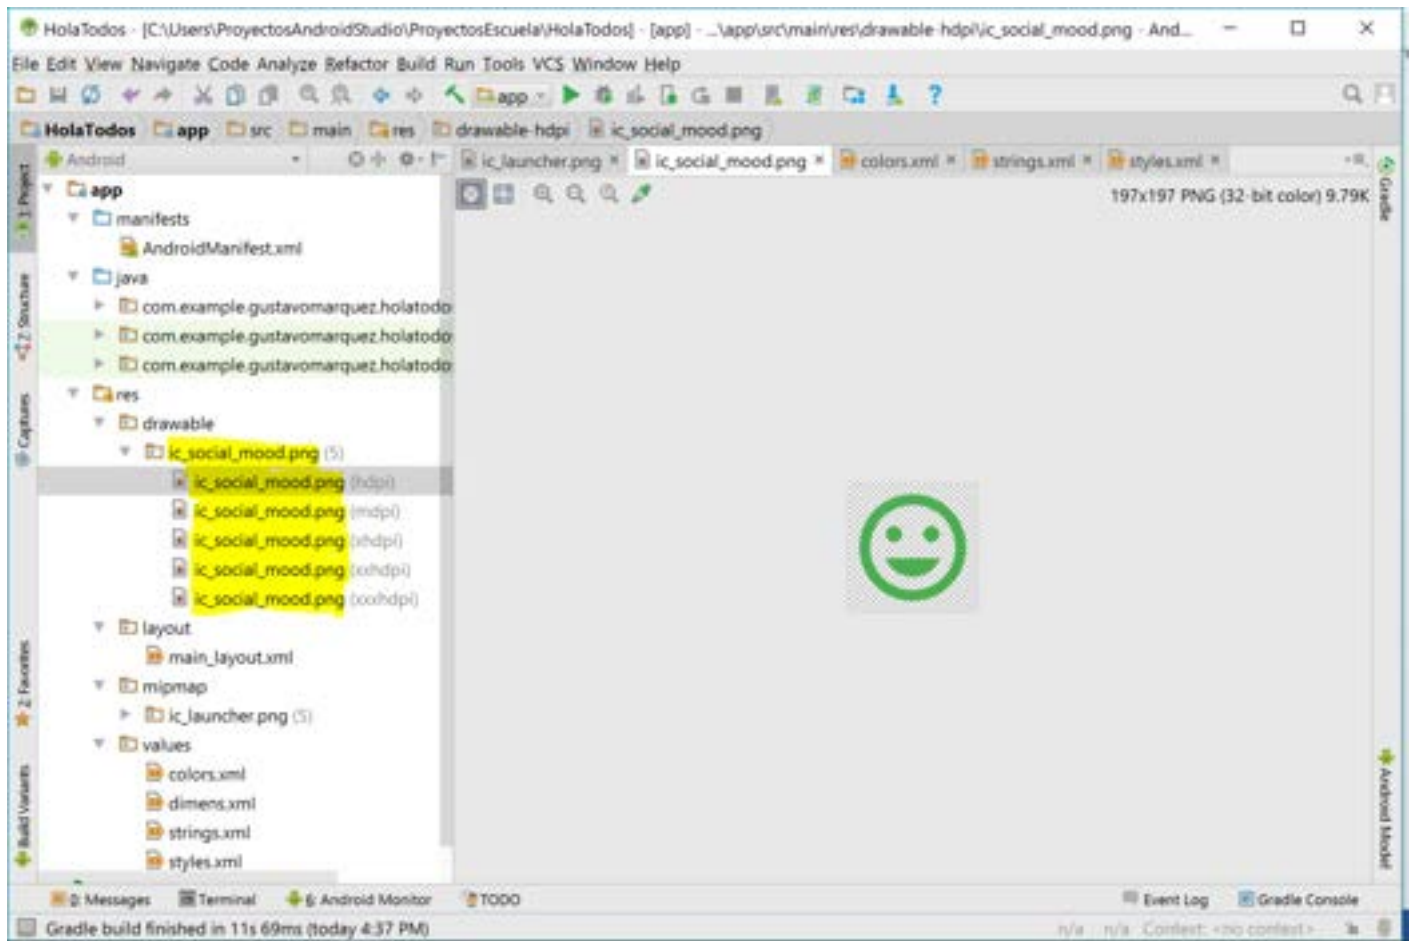 HolaTodos - [C:\Users\ProyectosAndroidStudio\ProyectosEscuela\HolaTodos] - [app] - ...\app\src\main\res\drawable-hdpi\ic_social_mood.png - And...
File Edit View Navigate Code Analyze Refactor Build Run Tools VCS Window Help
app
HolaTodos app src main res drawable-hdpi ic_social_mood.png
Android
ic_launcher.png ic_social_mood.png colors.xml strings.xml styles.xml
197x197 PNG (32-bit color) 9.79K
1: Project
2: Structure
Captures
2: Favorites
Build Variants
app
manifests
AndroidManifest.xml
java
com.example.gustavomarquez.holatodo
com.example.gustavomarquez.holatodo
com.example.gustavomarquez.holatodo
res
drawable
ic_social_mood.png (5)
ic_social_mood.png (hdpi)
ic_social_mood.png (mdpi)
ic_social_mood.png (xhdpi)
ic_social_mood.png (xxhdpi)
ic_social_mood.png (xxxhdpi)
layout
main_layout.xml
mipmap
ic_launcher.png (5)
values
colors.xml
dimens.xml
strings.xml
styles.xml
Gradle
Android Model
0: Messages Terminal 6: Android Monitor TODO Event Log Gradle Console
Gradle build finished in 11s 69ms (today 4:37 PM) n/a n/a Context: <no context>